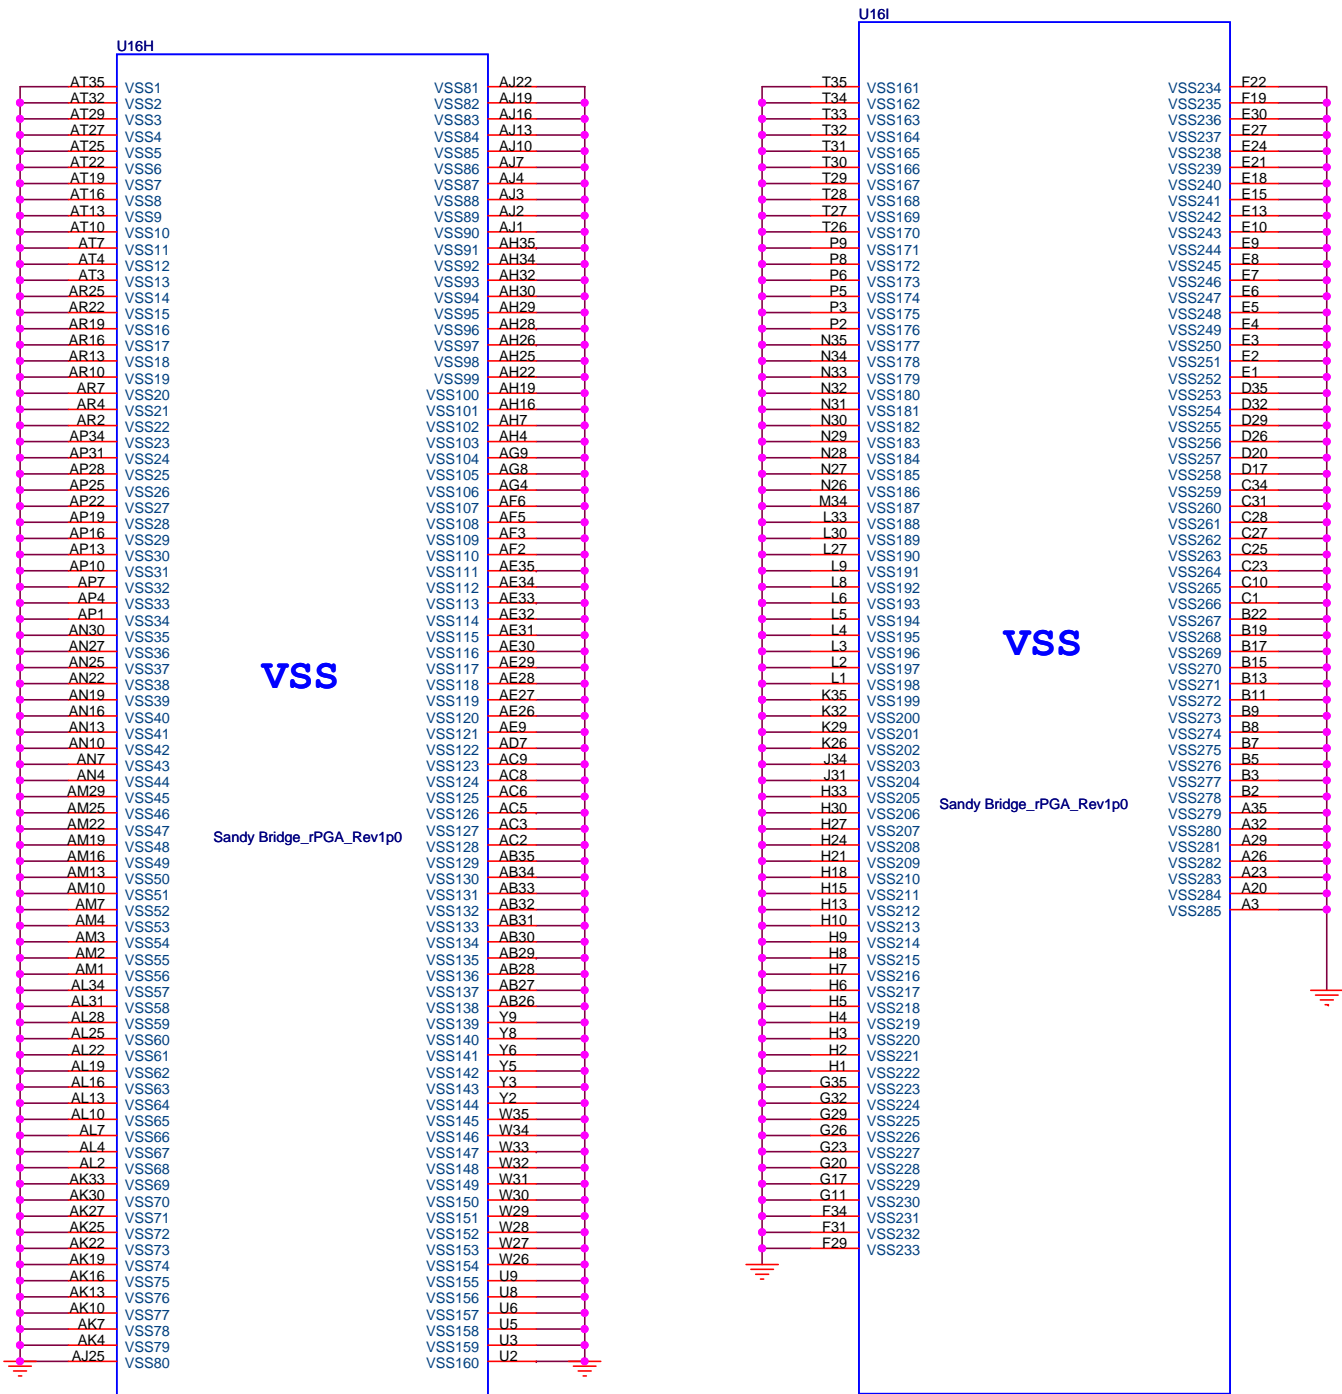 U16H
AT35 VSS1 VSS81 AJ22
AT32 VSS2 VSS82 AJ19
AT29 VSS3 VSS83 AJ16
AT27 VSS4 VSS84 AJ13
AT25 VSS5 VSS85 AJ10
AT22 VSS6 VSS86 AJ7
AT19 VSS7 VSS87 AJ4
AT16 VSS8 VSS88 AJ3
AT13 VSS9 VSS89 AJ2
AT10 VSS10 VSS90 AJ1
AT7 VSS11 VSS91 AH35
AT4 VSS12 VSS92 AH34
AT3 VSS13 VSS93 AH32
AR25 VSS14 VSS94 AH30
AR22 VSS15 VSS95 AH29
AR19 VSS16 VSS96 AH28
AR16 VSS17 VSS97 AH26
AR13 VSS18 VSS98 AH25
AR10 VSS19 VSS99 AH22
AR7 VSS20 VSS100 AH19
AR4 VSS21 VSS101 AH16
AR2 VSS22 VSS102 AH7
AP34 VSS23 VSS103 AH4
AP31 VSS24 VSS104 AG9
AP28 VSS25 VSS105 AG8
AP25 VSS26 VSS106 AG4
AP22 VSS27 VSS107 AF6
AP19 VSS28 VSS108 AF5
AP16 VSS29 VSS109 AF3
AP13 VSS30 VSS110 AF2
AP10 VSS31 VSS111 AE35
AP7 VSS32 VSS112 AE34
AP4 VSS33 VSS113 AE33
AP1 VSS34 VSS114 AE32
AN30 VSS35 VSS115 AE31
AN27 VSS36 VSS116 AE30
AN25 VSS37 VSS117 AE29
AN22 VSS38 VSS118 AE28
AN19 VSS39 VSS119 AE27
AN16 VSS40 VSS120 AE26
AN13 VSS41 VSS121 AE9
AN10 VSS42 VSS122 AD7
AN7 VSS43 VSS123 AC9
AN4 VSS44 VSS124 AC8
AM29 VSS45 VSS125 AC6
AM25 VSS46 VSS126 AC5
AM22 VSS47 VSS127 AC3
AM19 VSS48 VSS128 AC2
AM16 VSS49 VSS129 AB35
AM13 VSS50 VSS130 AB34
AM10 VSS51 VSS131 AB33
AM7 VSS52 VSS132 AB32
AM4 VSS53 VSS133 AB31
AM3 VSS54 VSS134 AB30
AM2 VSS55 VSS135 AB29
AM1 VSS56 VSS136 AB28
AL34 VSS57 VSS137 AB27
AL31 VSS58 VSS138 AB26
AL28 VSS59 VSS139 Y9
AL25 VSS60 VSS140 Y8
AL22 VSS61 VSS141 Y6
AL19 VSS62 VSS142 Y5
AL16 VSS63 VSS143 Y3
AL13 VSS64 VSS144 Y2
AL10 VSS65 VSS145 W35
AL7 VSS66 VSS146 W34
AL4 VSS67 VSS147 W33
AL2 VSS68 VSS148 W32
AK33 VSS69 VSS149 W31
AK30 VSS70 VSS150 W30
AK27 VSS71 VSS151 W29
AK25 VSS72 VSS152 W28
AK22 VSS73 VSS153 W27
AK19 VSS74 VSS154 W26
AK16 VSS75 VSS155 U9
AK13 VSS76 VSS156 U8
AK10 VSS77 VSS157 U6
AK7 VSS78 VSS158 U5
AK4 VSS79 VSS159 U3
AJ25 VSS80 VSS160 U2
VSS
Sandy Bridge_rPGA_Rev1p0
U16I
T35 VSS161 VSS234 F22
T34 VSS162 VSS235 F19
T33 VSS163 VSS236 E30
T32 VSS164 VSS237 E27
T31 VSS165 VSS238 E24
T30 VSS166 VSS239 E21
T29 VSS167 VSS240 E18
T28 VSS168 VSS241 E15
T27 VSS169 VSS242 E13
T26 VSS170 VSS243 E10
P9 VSS171 VSS244 E9
P8 VSS172 VSS245 E8
P6 VSS173 VSS246 E7
P5 VSS174 VSS247 E6
P3 VSS175 VSS248 E5
P2 VSS176 VSS249 E4
N35 VSS177 VSS250 E3
N34 VSS178 VSS251 E2
N33 VSS179 VSS252 E1
N32 VSS180 VSS253 D35
N31 VSS181 VSS254 D32
N30 VSS182 VSS255 D29
N29 VSS183 VSS256 D26
N28 VSS184 VSS257 D20
N27 VSS185 VSS258 D17
N26 VSS186 VSS259 C34
M34 VSS187 VSS260 C31
L33 VSS188 VSS261 C28
L30 VSS189 VSS262 C27
L27 VSS190 VSS263 C25
L9 VSS191 VSS264 C23
L8 VSS192 VSS265 C10
L6 VSS193 VSS266 C1
L5 VSS194 VSS267 B22
L4 VSS195 VSS268 B19
L3 VSS196 VSS269 B17
L2 VSS197 VSS270 B15
L1 VSS198 VSS271 B13
K35 VSS199 VSS272 B11
K32 VSS200 VSS273 B9
K29 VSS201 VSS274 B8
K26 VSS202 VSS275 B7
J34 VSS203 VSS276 B5
J31 VSS204 VSS277 B3
H33 VSS205 VSS278 B2
H30 VSS206 VSS279 A35
H27 VSS207 VSS280 A32
H24 VSS208 VSS281 A29
H21 VSS209 VSS282 A26
H18 VSS210 VSS283 A23
H15 VSS211 VSS284 A20
H13 VSS212 VSS285 A3
H10 VSS213
H9 VSS214
H8 VSS215
H7 VSS216
H6 VSS217
H5 VSS218
H4 VSS219
H3 VSS220
H2 VSS221
H1 VSS222
G35 VSS223
G32 VSS224
G29 VSS225
G26 VSS226
G23 VSS227
G20 VSS228
G17 VSS229
G11 VSS230
F34 VSS231
F31 VSS232
F29 VSS233
VSS
Sandy Bridge_rPGA_Rev1p0